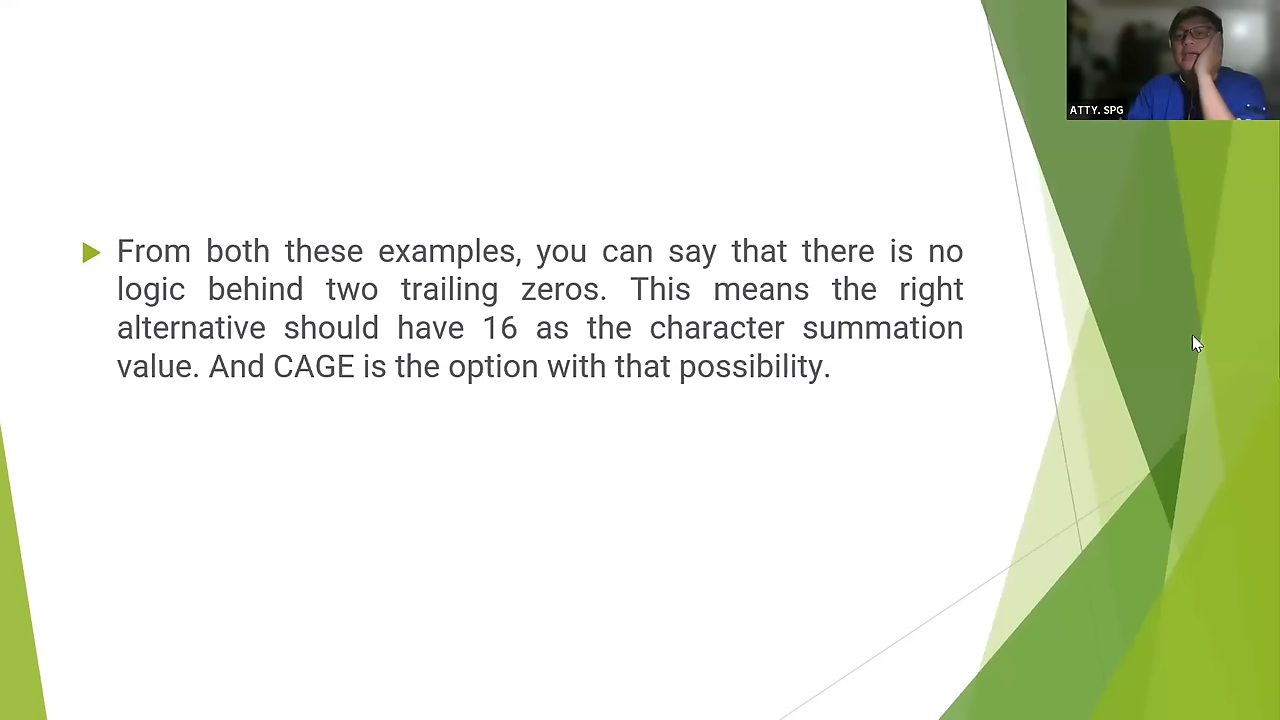 ATTY. SPG
From both these examples, you can say that there is no
logic behind two trailing zeros. This means the right
alternative should have 16 as the character summation
value. And CAGE is the option with that possibility.